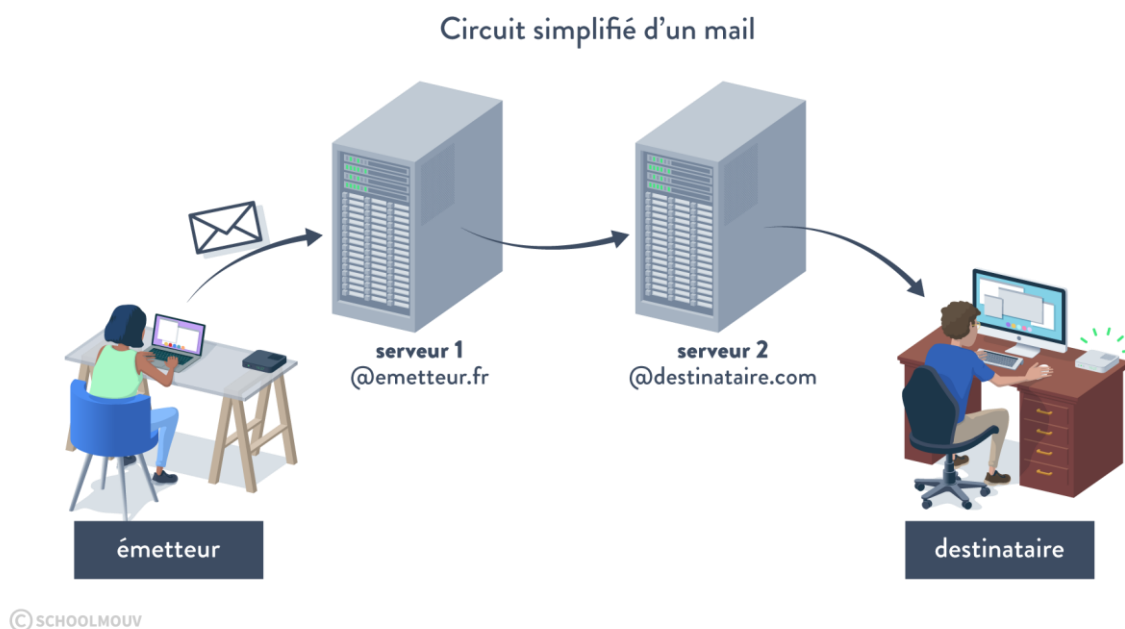 Circuit simplifié d’un mail
serveur 1
@emetteur.fr
serveur 2
@destinataire.com
émetteur
destinataire
© SCHOOLMOUV